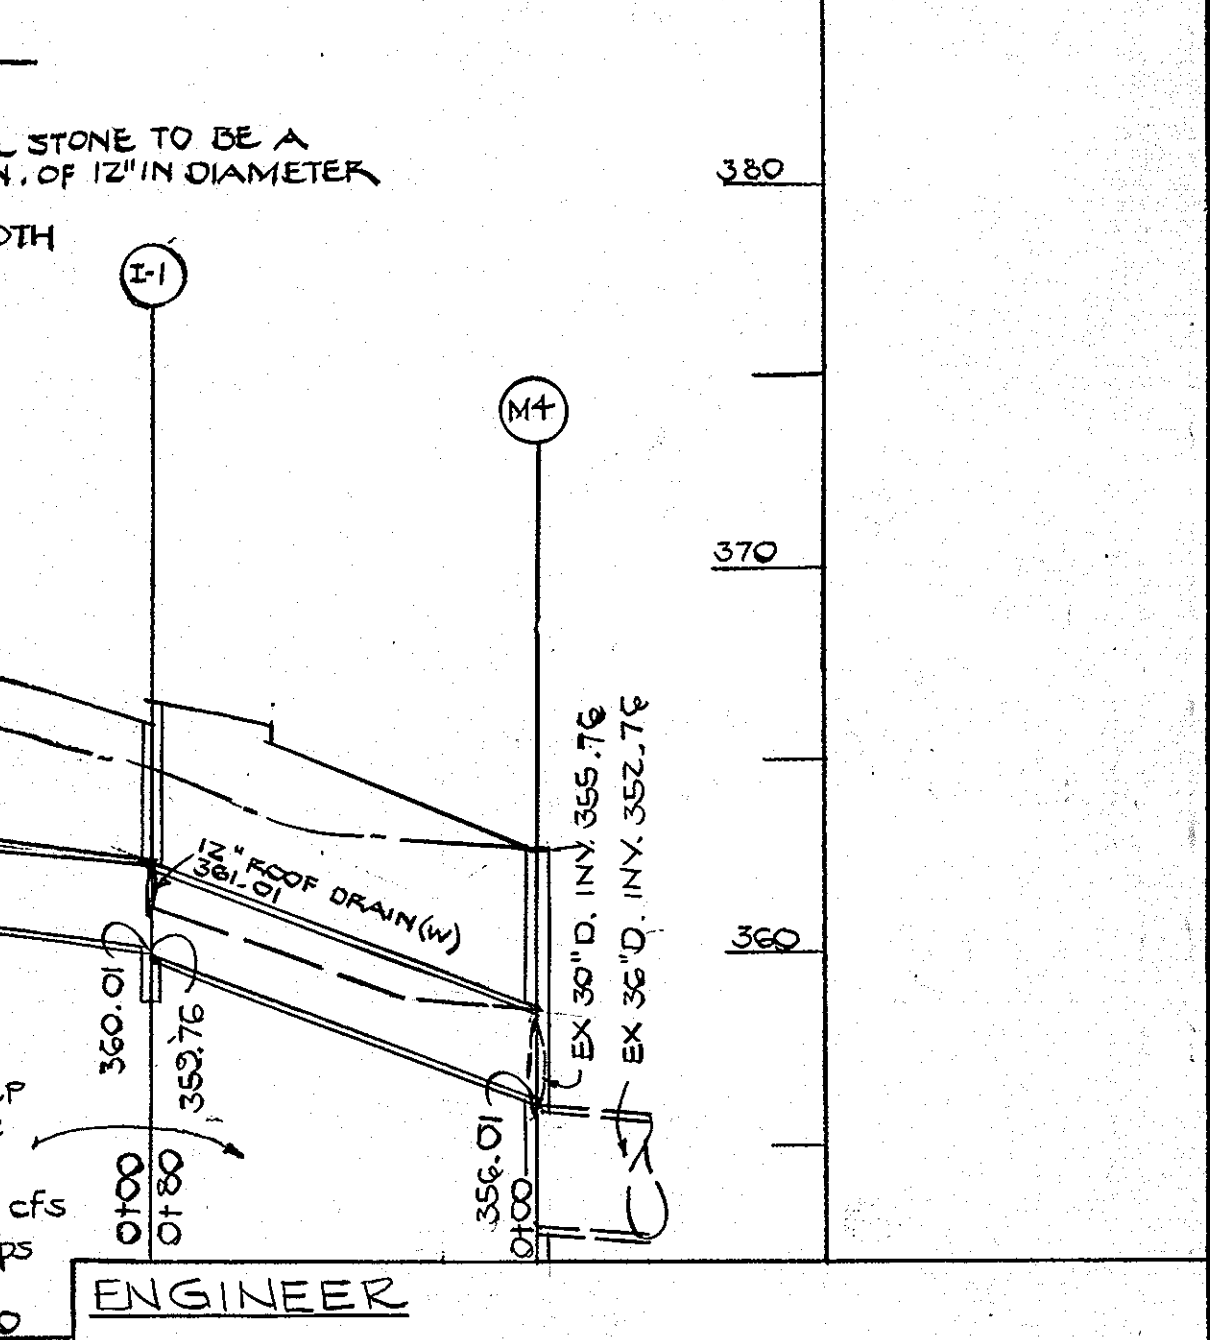 STONE TO BE A
. OF 12" IN DIAMETER
OTH
380
I-1
M4
370
EX 30" D. INV. 355.76
EX 36" D. INV. 352.76
12" ROOF DRAIN (W)
361.01
360
360.01
359.76
356.01
0+00
0+80
0+00
cfs
ps
ENGINEER